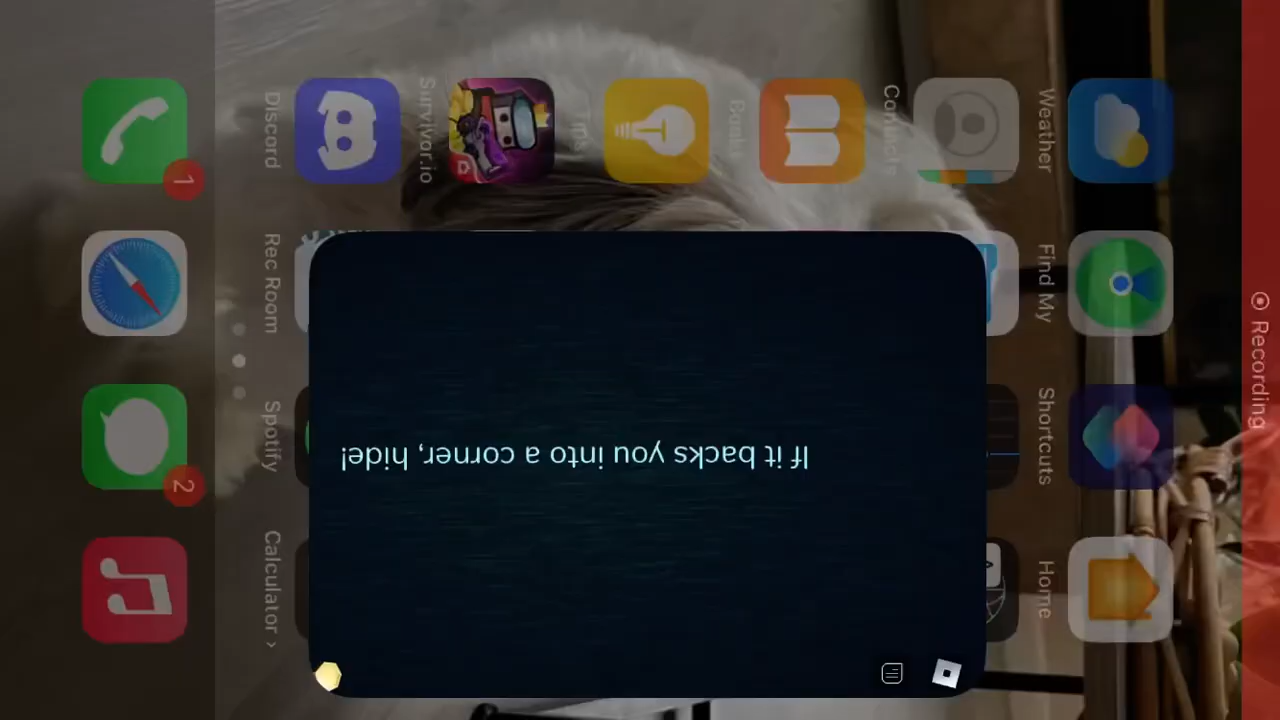 Recording
Weather
Find My
Shortcuts
Home
Contacts
Books
Tips
Survivor.io
Discord
Rec Room
Spotify
Calculator ›
1
2
If it backs you into a corner, hide!